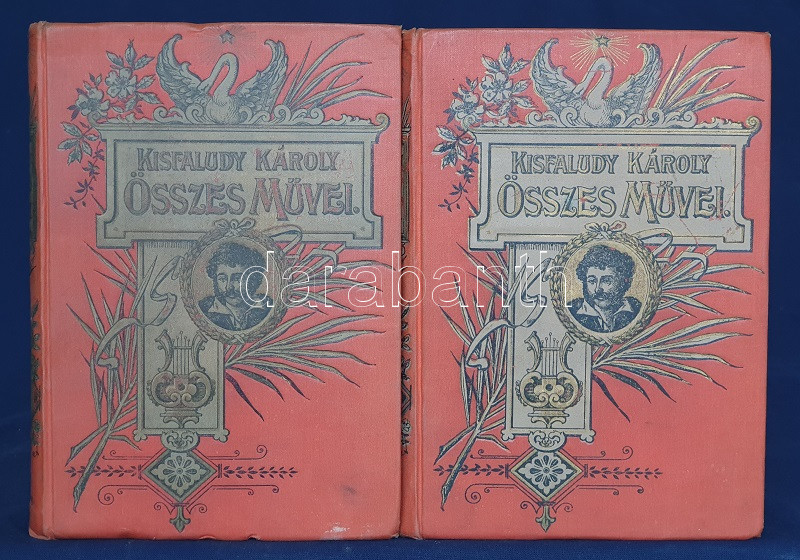 KISFALUDY KÁROLY
ÖSSZES MŰVEI.
KISFALUDY KÁROLY
ÖSSZES MŰVEI.
darabanth